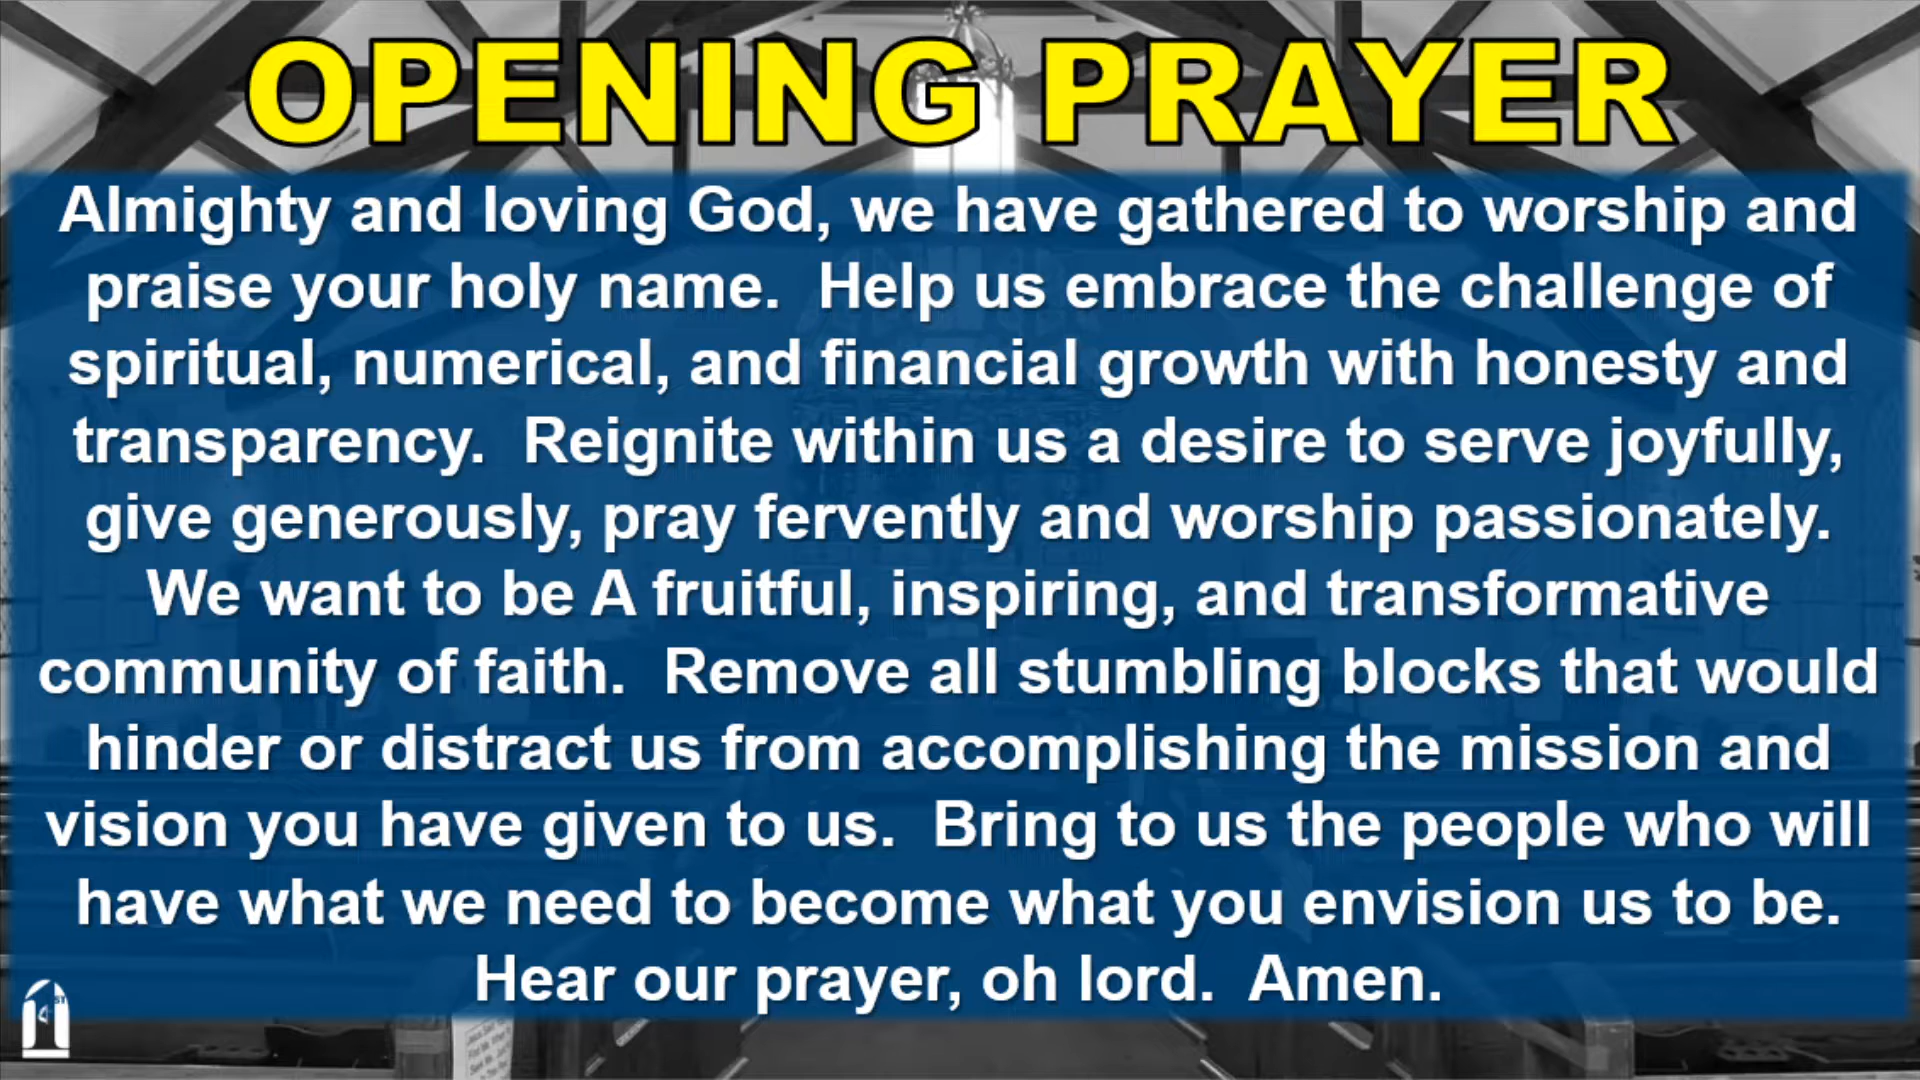 OPENING PRAYER
Almighty and loving God, we have gathered to worship and
praise your holy name.  Help us embrace the challenge of
spiritual, numerical, and financial growth with honesty and
transparency.  Reignite within us a desire to serve joyfully,
give generously, pray fervently and worship passionately.
We want to be A fruitful, inspiring, and transformative
community of faith.  Remove all stumbling blocks that would
hinder or distract us from accomplishing the mission and
vision you have given to us.  Bring to us the people who will
have what we need to become what you envision us to be.
Hear our prayer, oh lord.  Amen.